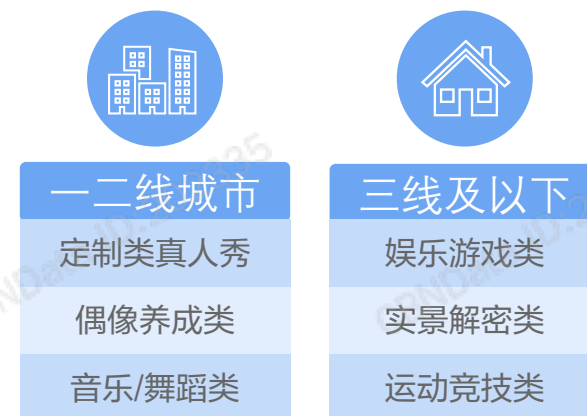 一二线城市
定制类真人秀
偶像养成类
音乐/舞蹈类
三线及以下
娱乐游戏类
实景解密类
运动竞技类